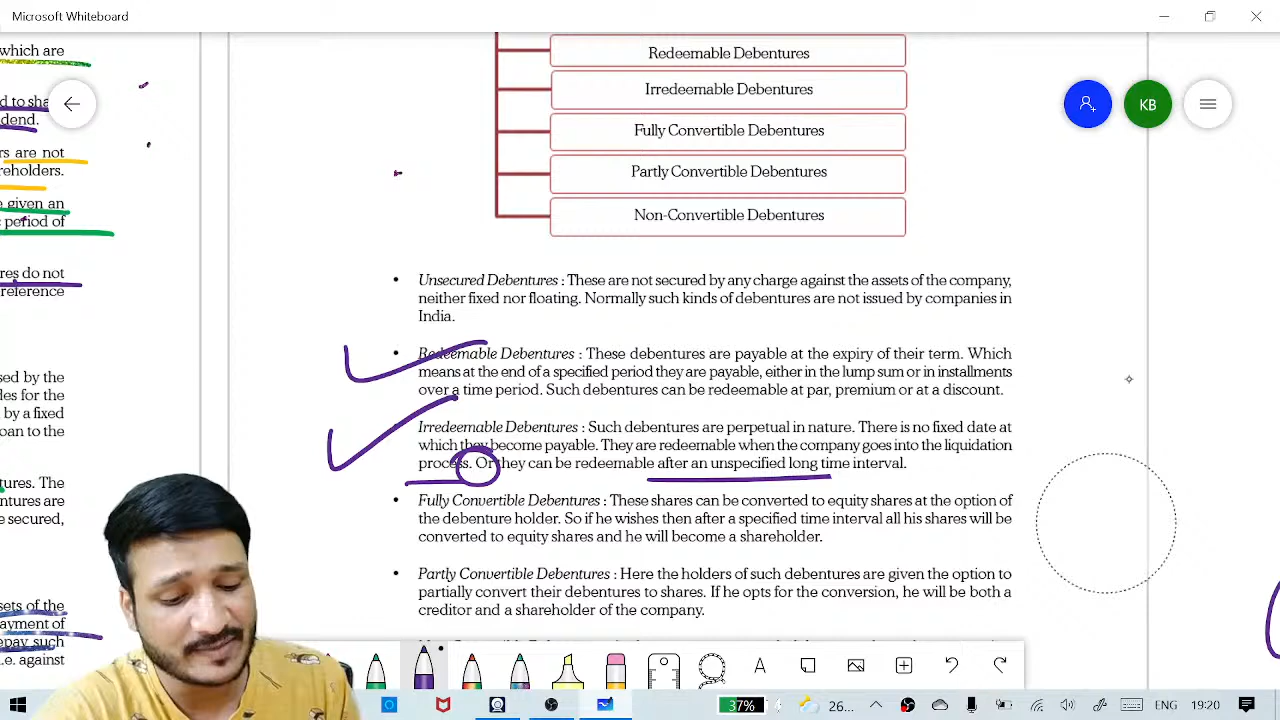 Microsoft Whiteboard
which are
d to sha
dend.
rs are not
reholders.
e given an
period of
res do not
reference
sed by the
des for the
by a fixed
oan to the
tures. The
entures are
e secured,
sets of the
ayment of
epay such
i.e. against
KB
Redeemable Debentures
Irredeemable Debentures
Fully Convertible Debentures
Partly Convertible Debentures
Non-Convertible Debentures
• Unsecured Debentures : These are not secured by any charge against the assets of the company,
neither fixed nor floating. Normally such kinds of debentures are not issued by companies in
India.
• Redeemable Debentures : These debentures are payable at the expiry of their term. Which
means at the end of a specified period they are payable, either in the lump sum or in installments
over a time period. Such debentures can be redeemable at par, premium or at a discount.
Irredeemable Debentures : Such debentures are perpetual in nature. There is no fixed date at
which they become payable. They are redeemable when the company goes into the liquidation
process. Or they can be redeemable after an unspecified long time interval.
• Fully Convertible Debentures : These shares can be converted to equity shares at the option of
the debenture holder. So if he wishes then after a specified time interval all his shares will be
converted to equity shares and he will become a shareholder.
• Partly Convertible Debentures : Here the holders of such debentures are given the option to
partially convert their debentures to shares. If he opts for the conversion, he will be both a
creditor and a shareholder of the company.
A
37%
26...
ENG
19:20